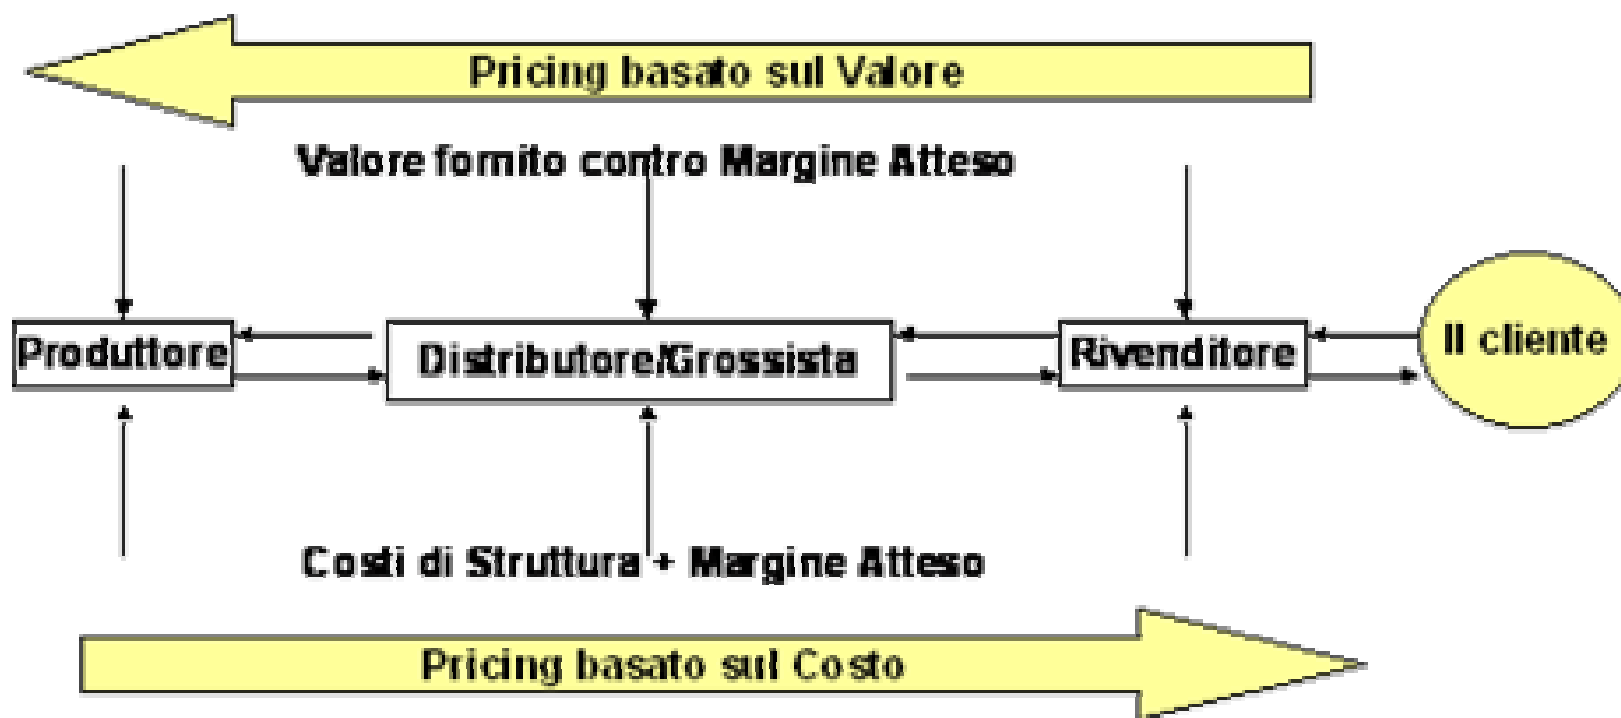 Pricing basato sul Valore
Valore fornito contro Margine Atteso
Produttore
Distributore/Grossista
Rivenditore
Il cliente
Costi di Struttura + Margine Atteso
Pricing basato sul Costo